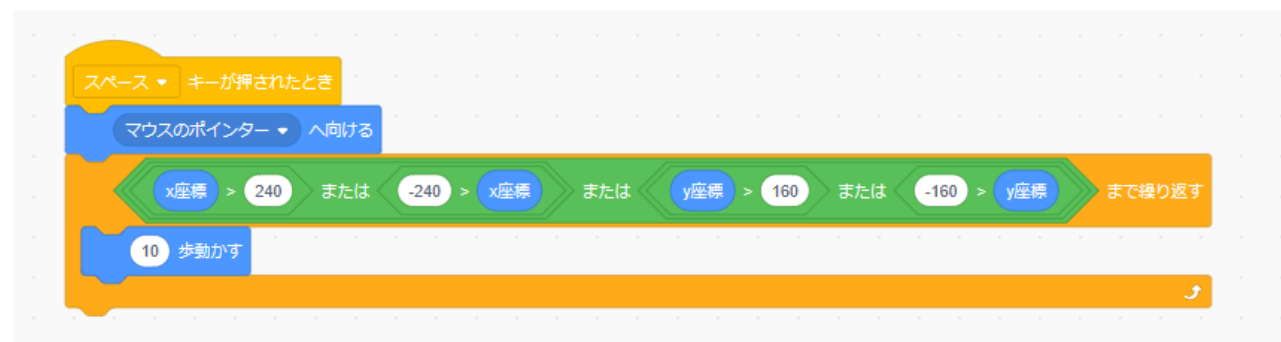 スペース キーが押されたとき
マウスのポインター へ向ける
x座標 > 240 または -240 > x座標 または y座標 > 160 または -160 > y座標 まで繰り返す
10 歩動かす